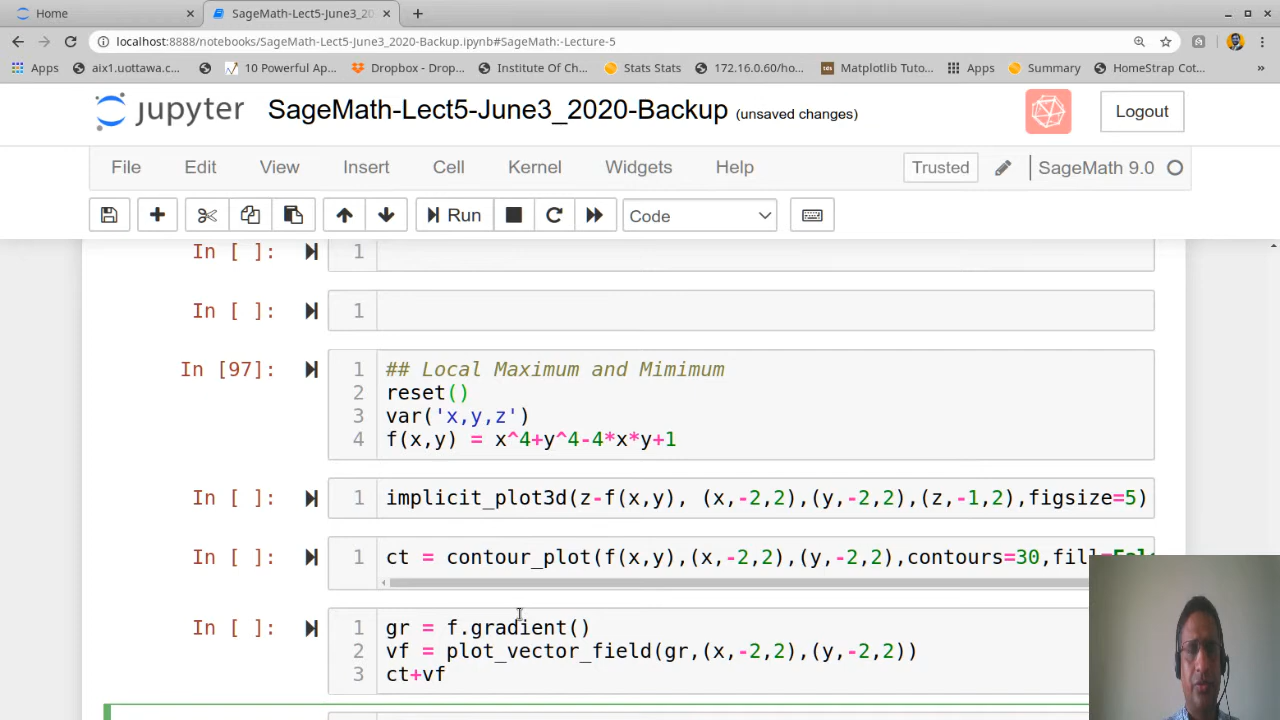 Home
SageMath-Lect5-June3_20
localhost:8888/notebooks/SageMath-Lect5-June3_2020-Backup.ipynb#SageMath:-Lecture-5
Apps aix1.uottawa.c... 10 Powerful Ap... Dropbox - Drop... Institute Of Ch... Stats Stats 172.16.0.60/ho... Matplotlib Tuto... Apps Summary HomeStrap Cot... »
jupyter SageMath-Lect5-June3_2020-Backup (unsaved changes) Logout
File Edit View Insert Cell Kernel Widgets Help Trusted SageMath 9.0
Run Code
In [ ]: 1
In [ ]: 1
In [97]: 1 ## Local Maximum and Mimimum
2 reset()
3 var('x,y,z')
4 f(x,y) = x^4+y^4-4*x*y+1
In [ ]: 1 implicit_plot3d(z-f(x,y), (x,-2,2),(y,-2,2),(z,-1,2),figsize=5)
In [ ]: 1 ct = contour_plot(f(x,y),(x,-2,2),(y,-2,2),contours=30,fill=Fal
In [ ]: 1 gr = f.gradient()
2 vf = plot_vector_field(gr,(x,-2,2),(y,-2,2))
3 ct+vf